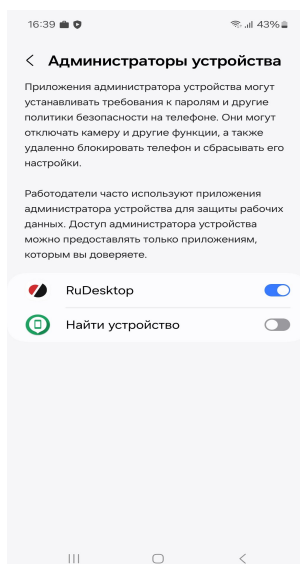 16:39 43%
Администраторы устройства
Приложения администратора устройства могут
устанавливать требования к паролям и другие
политики безопасности на телефоне. Они могут
отключать камеру и другие функции, а также
удаленно блокировать телефон и сбрасывать его
настройки.
Работодатели часто используют приложения
администратора устройства для защиты рабочих
данных. Доступ администратора устройства
можно предоставлять только приложениям,
которым вы доверяете.
RuDesktop
Найти устройство